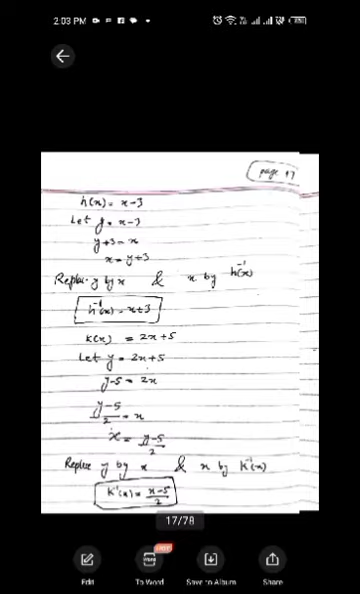 2:03 PM
page 17
h(x) = x-3
Let y = x-3
y+3 = x
x = y+3
Replace y by x & x by h⁻¹(x)
h⁻¹(x) = x+3
K(x) = 2x+5
Let y = 2x+5
y-5 = 2x
y-5/2 = x
x = y-5/2
Replace y by x & x by K⁻¹(x)
K⁻¹(x) = x-5/2
17/78
Edit To Word Save to Album Share